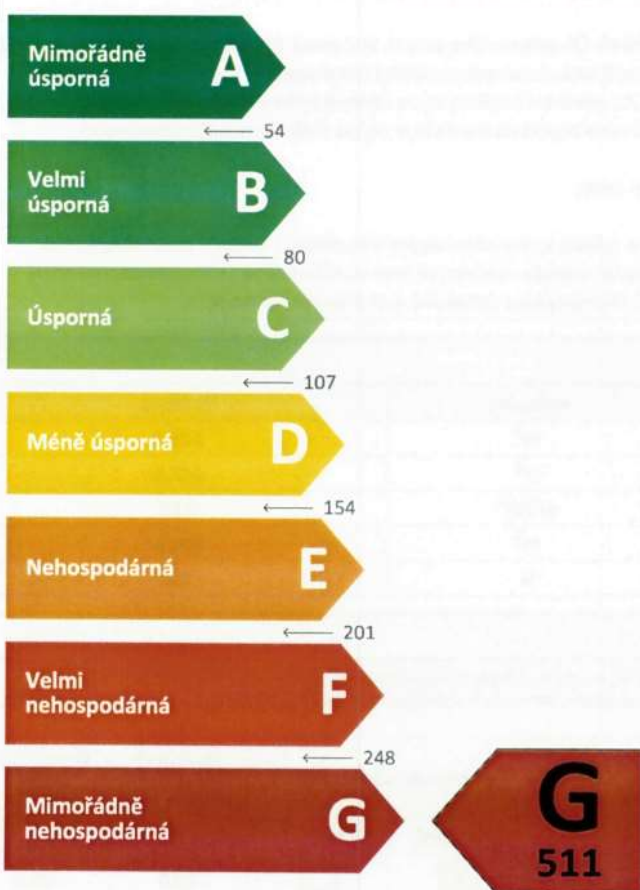 Mimořádně
úsporná
A
← 54
Velmi
úsporná
B
← 80
Úsporná
C
← 107
Méně úsporná
D
← 154
Nehospodárná
E
← 201
Velmi
nehospodárná
F
← 248
Mimořádně
nehospodárná
G
G
511